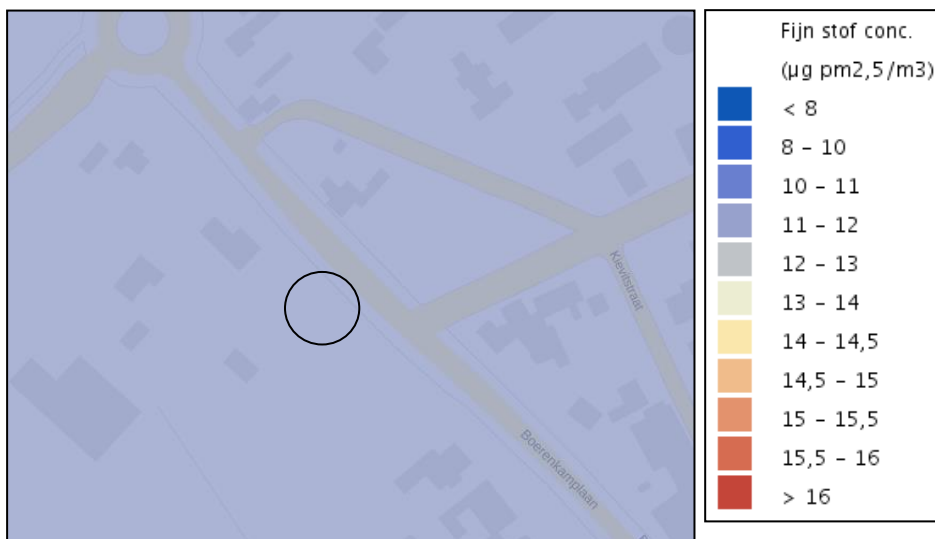 Kievitstraat
Boerenkamplaan
Fijn stof conc.
(µg pm2,5/m3)
< 8
8 – 10
10 – 11
11 – 12
12 – 13
13 – 14
14 – 14,5
14,5 – 15
15 – 15,5
15,5 – 16
> 16